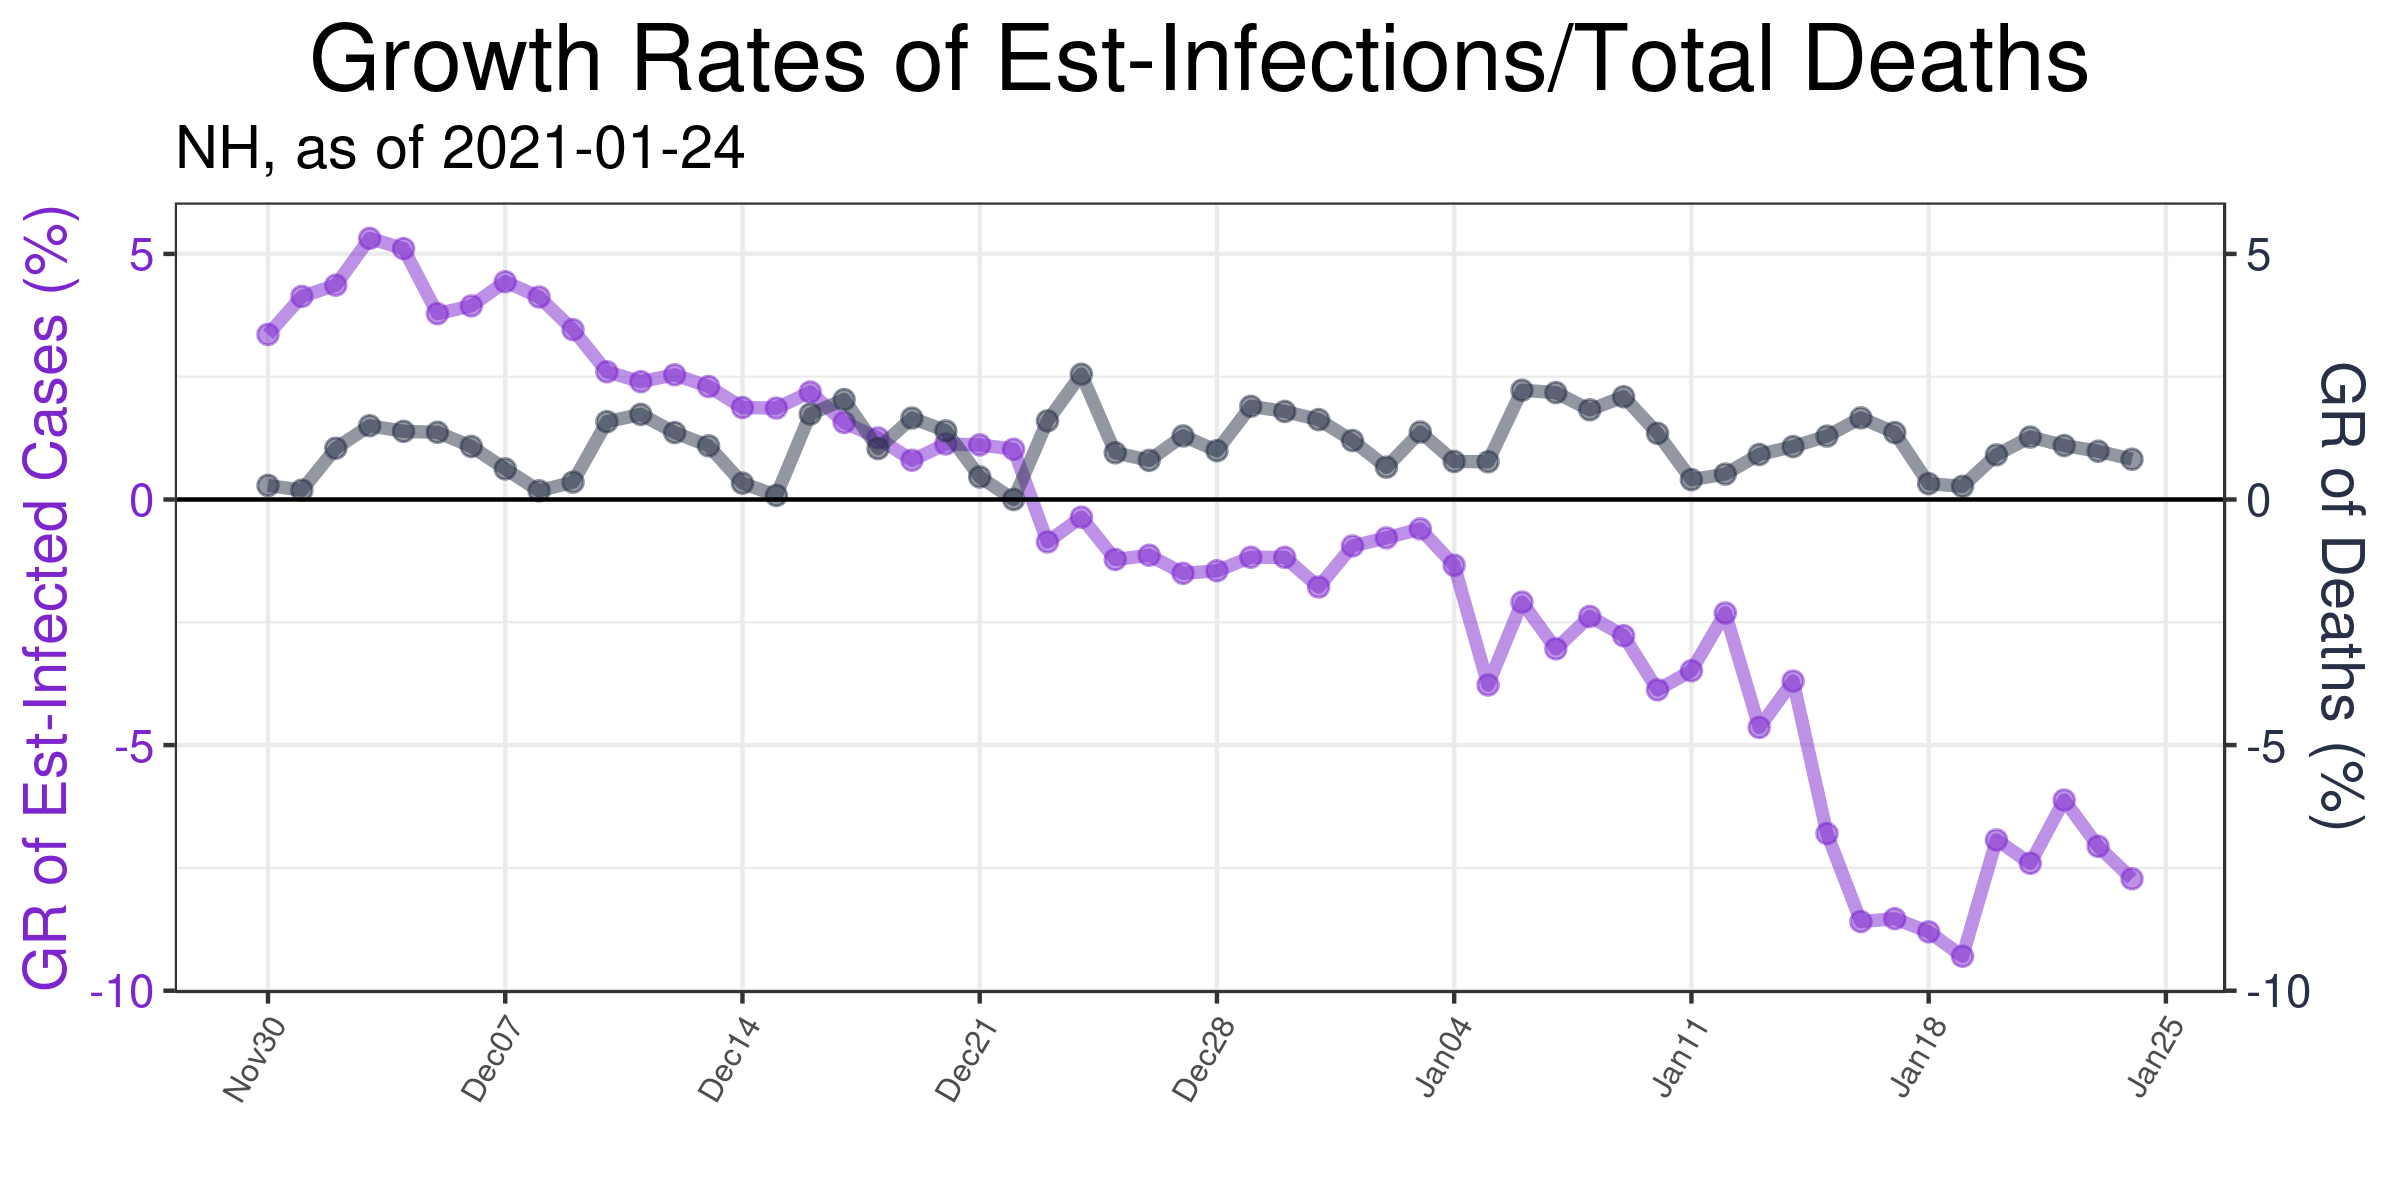 Growth Rates of Est-Infections/Total Deaths
NH, as of 2021-01-24
GR of Est-Infected Cases (%)
5
0
-5
-10
5
0
-5
-10
GR of Deaths (%)
Nov30
Dec07
Dec14
Dec21
Dec28
Jan04
Jan11
Jan18
Jan25